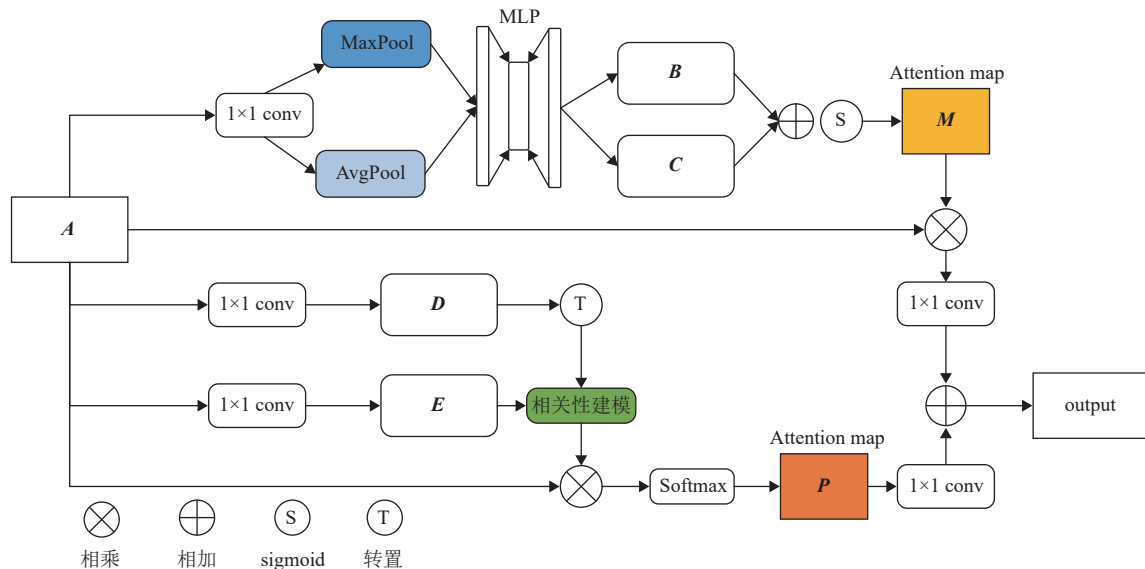 MLP
MaxPool
B
Attention map
1×1 conv
S
M
AvgPool
C
A
1×1 conv
D
T
1×1 conv
1×1 conv
E
相关性建模
output
Attention map
Softmax
P
1×1 conv
S
T
相乘
相加
sigmoid
转置